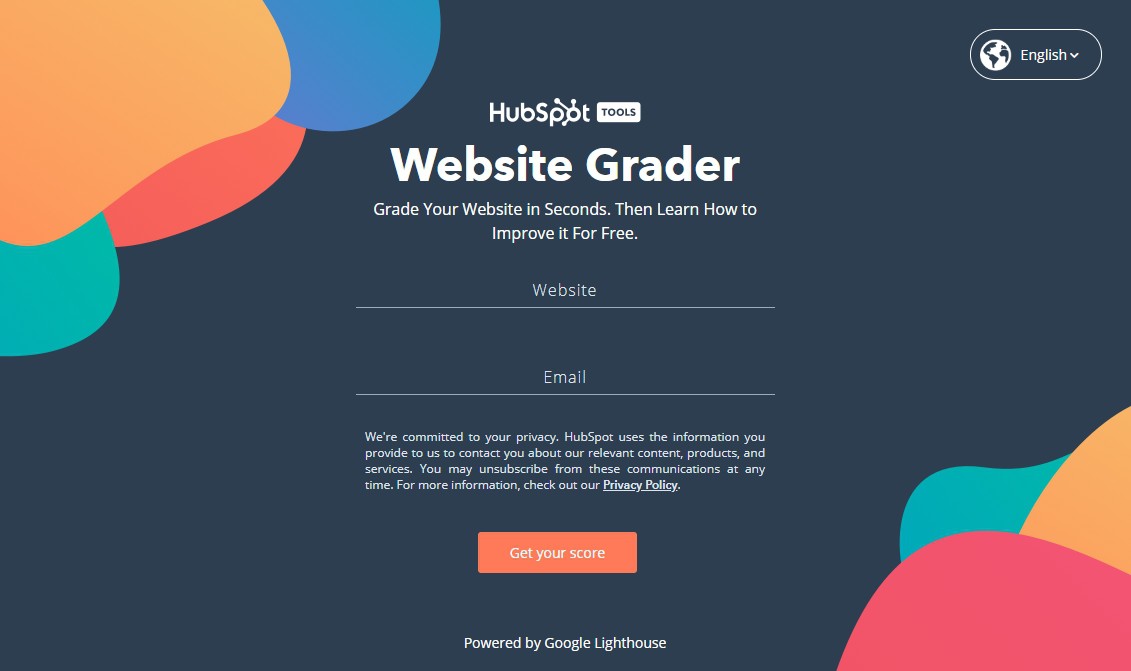 English
HubSpot TOOLS
Website Grader
Grade Your Website in Seconds. Then Learn How to
Improve it For Free.
Website
Email
We're committed to your privacy. HubSpot uses the information you
provide to us to contact you about our relevant content, products, and
services. You may unsubscribe from these communications at any
time. For more information, check out our Privacy Policy.
Get your score
Powered by Google Lighthouse